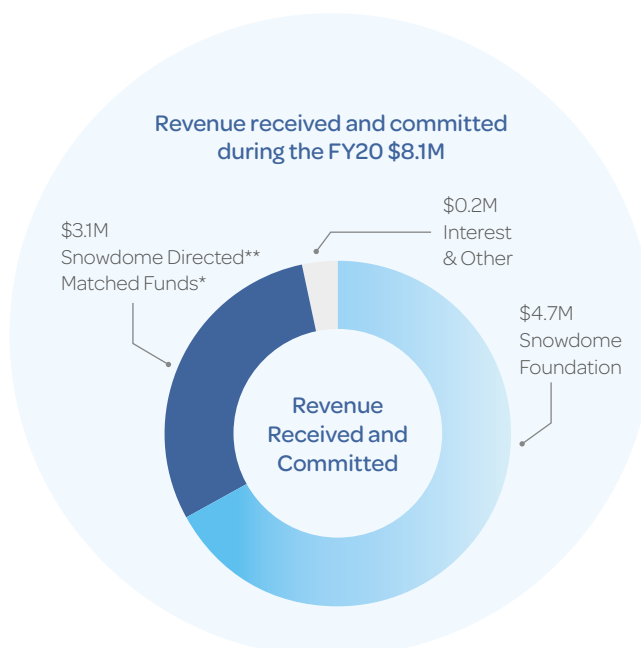 Revenue received and committed
during the FY20 $8.1M
$0.2M
Interest
& Other
$3.1M
Snowdome Directed**
Matched Funds*
$4.7M
Snowdome
Foundation
Revenue
Received and
Committed